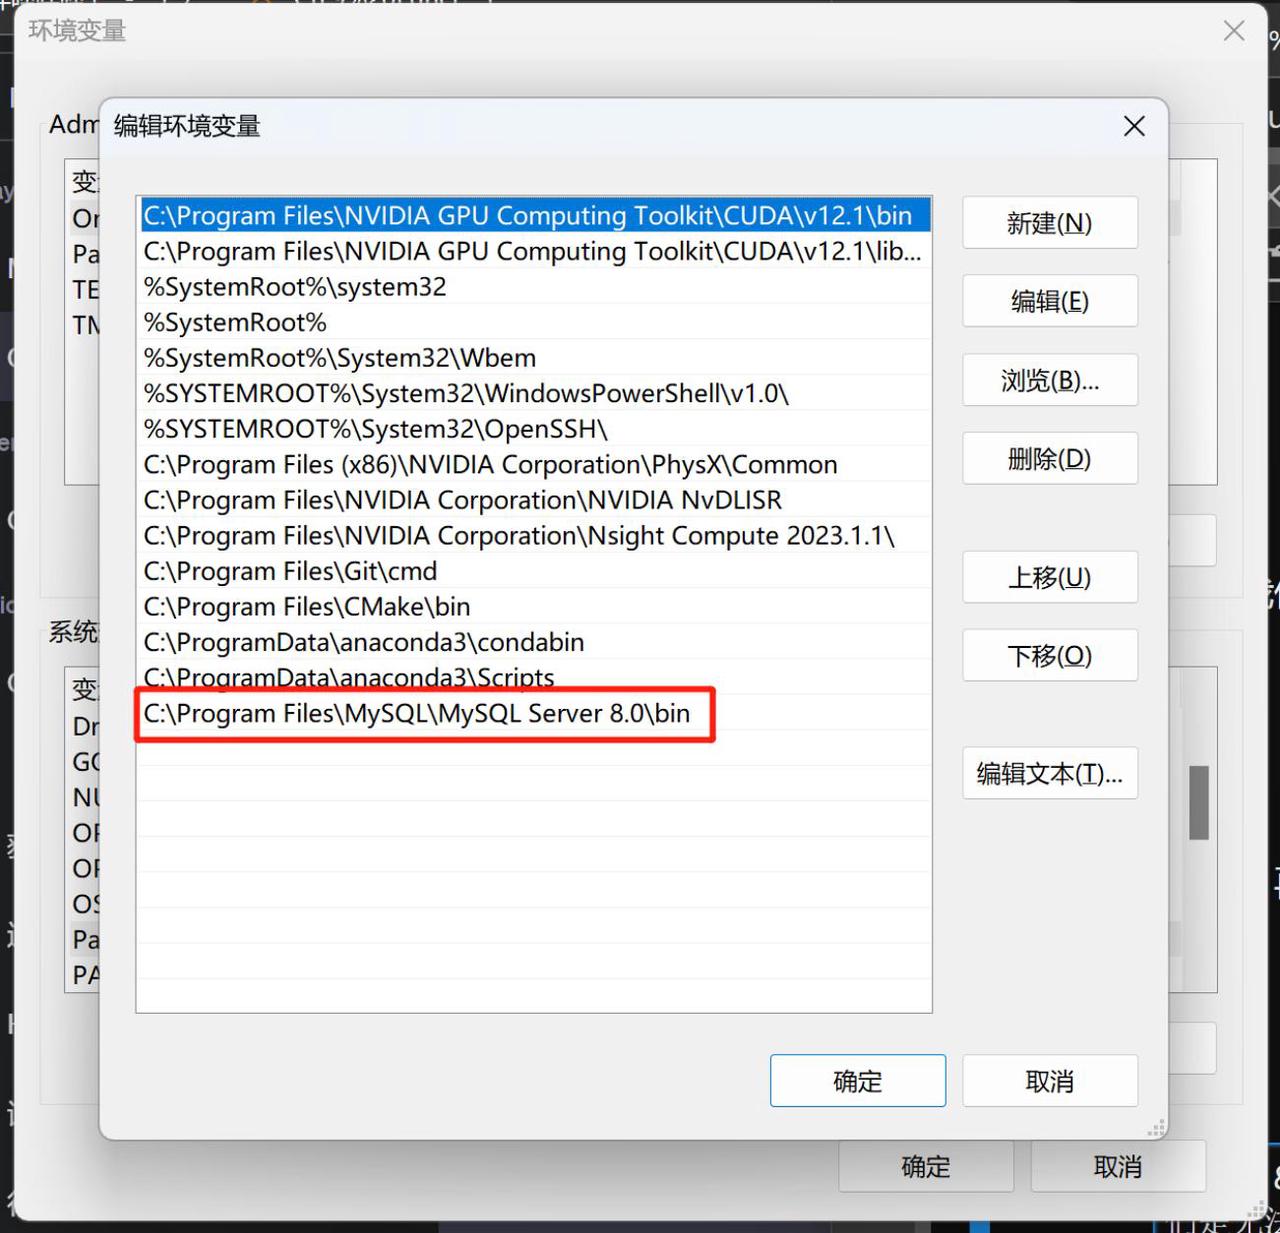 环境变量
Adm
编辑环境变量
变
Or
Pa
TE
TM
C:\Program Files\NVIDIA GPU Computing Toolkit\CUDA\v12.1\bin
C:\Program Files\NVIDIA GPU Computing Toolkit\CUDA\v12.1\lib...
%SystemRoot%\system32
%SystemRoot%
%SystemRoot%\System32\Wbem
%SYSTEMROOT%\System32\WindowsPowerShell\v1.0\
%SYSTEMROOT%\System32\OpenSSH\
C:\Program Files (x86)\NVIDIA Corporation\PhysX\Common
C:\Program Files\NVIDIA Corporation\NVIDIA NvDLISR
C:\Program Files\NVIDIA Corporation\Nsight Compute 2023.1.1\
C:\Program Files\Git\cmd
C:\Program Files\CMake\bin
C:\ProgramData\anaconda3\condabin
C:\ProgramData\anaconda3\Scripts
C:\Program Files\MySQL\MySQL Server 8.0\bin
新建(N)
编辑(E)
浏览(B)...
删除(D)
上移(U)
下移(O)
编辑文本(T)...
系统
变
Dr
NU
OP
OS
Pa
PA
确定
取消
确定
取消